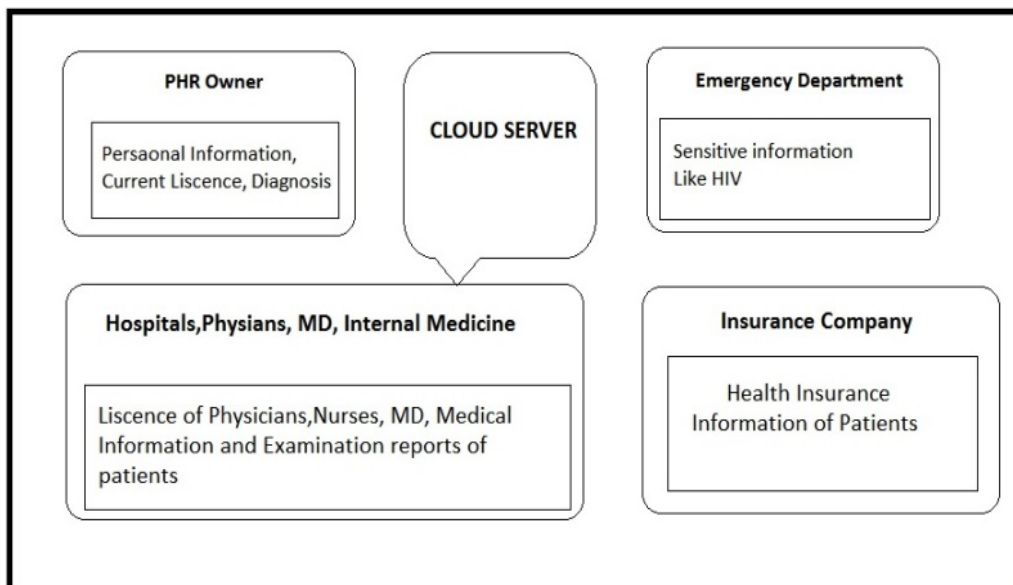 PHR Owner
Persaonal Information,
Current Liscence, Diagnosis
CLOUD SERVER
Emergency Department
Sensitive information
Like HIV
Hospitals,Physians, MD, Internal Medicine
Liscence of Physicians,Nurses, MD, Medical
Information and Examination reports of
patients
Insurance Company
Health Insurance
Information of Patients